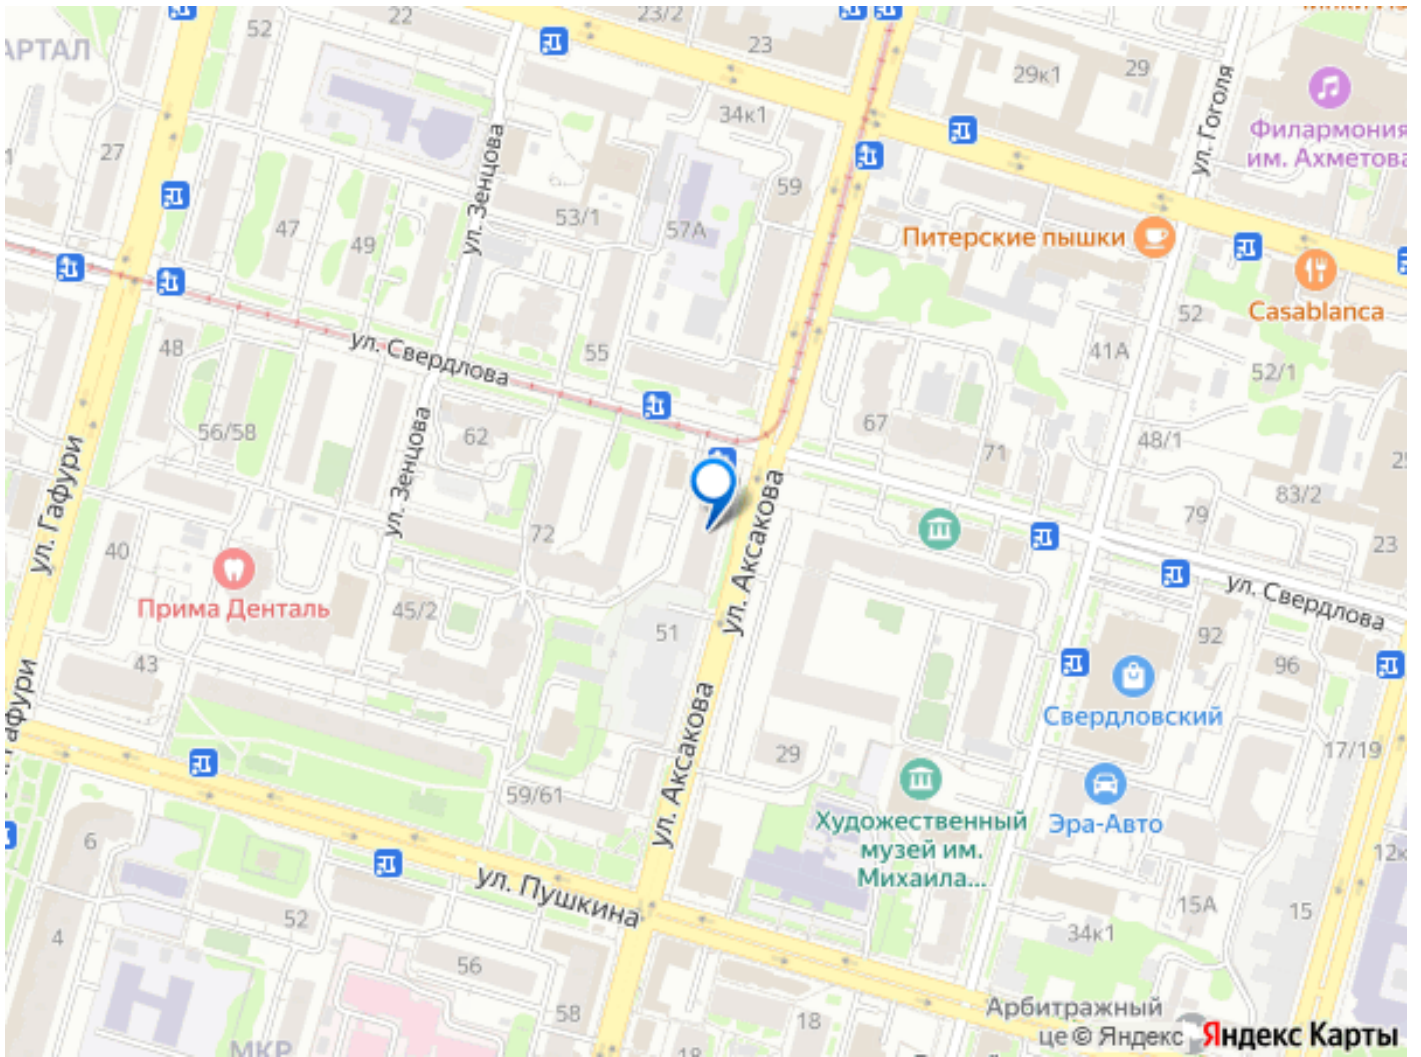 22
23/2
52
23
АРТАЛ
29к1
29
34к1
ул. Гоголя
Филармония
им. Ахметова
27
ул. Зенцова
59
53/1
57А
47
49
Питерские пышки
Casablanca
52
48
ул. Свердлова
55
41А
52/1
56/58
62
67
71
48/1
ул. Гафури
ул. Зенцова
ул. Аксакова
83/2
79
72
40
23
Прима Денталь
45/2
ул. Свердлова
51
92
96
43
Свердловский
афури
ул. Аксакова
29
17/19
59/61
Художественный
музей им.
Михаила...
Эра-Авто
6
12к
ул. Пушкина
52
15А
15
34к1
4
56
58
18
Арбитражный
це © Яндекс
Яндекс Карты
МКР
18